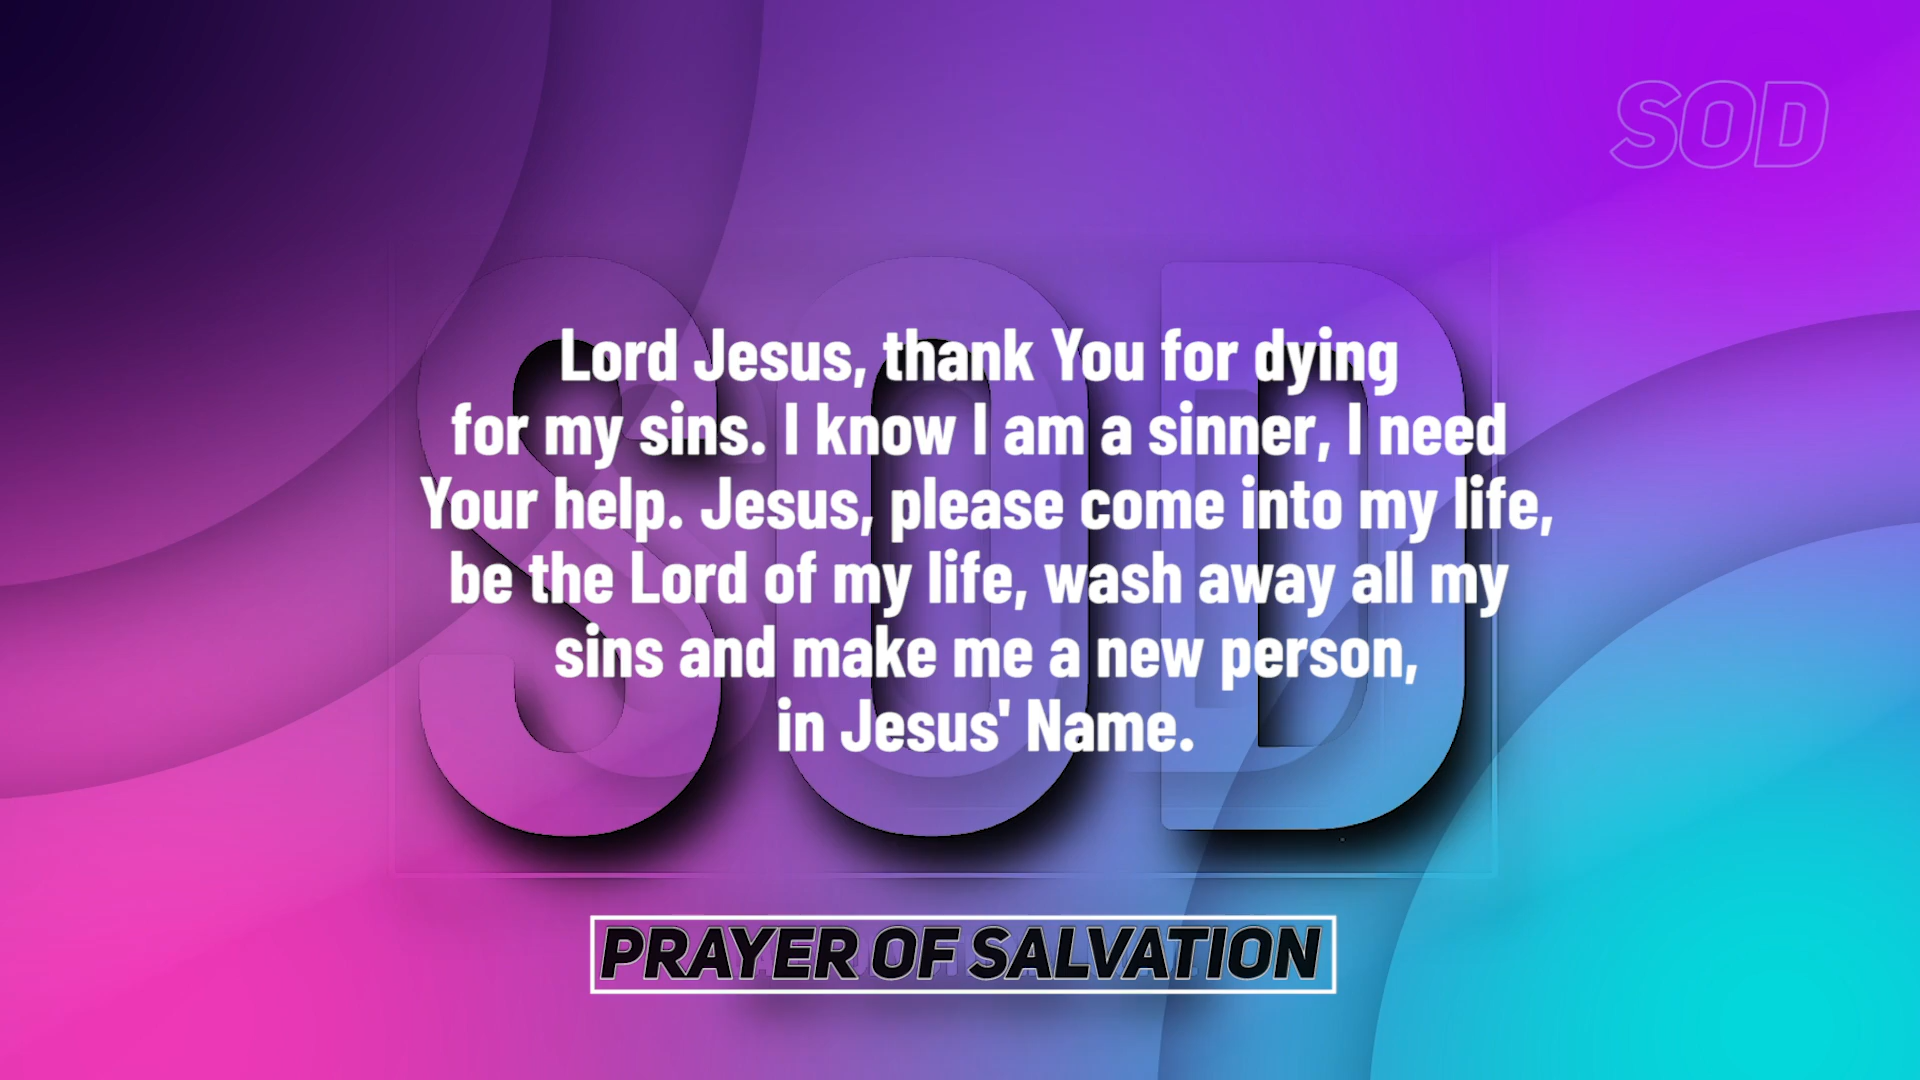 SOD
SOD
Lord Jesus, thank You for dying
for my sins. I know I am a sinner, I need
Your help. Jesus, please come into my life,
be the Lord of my life, wash away all my
sins and make me a new person,
in Jesus' Name.
PRAYER OF SALVATION